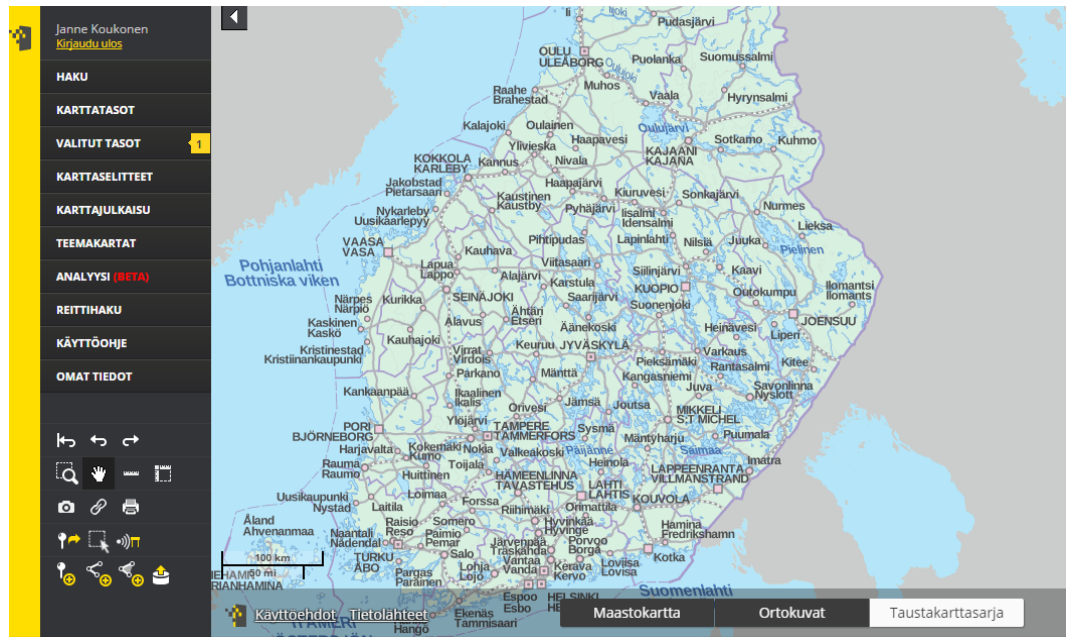 Janne Koukonen
Kirjaudu ulos
HAKU
KARTTATASOT
VALITUT TASOT 1
KARTTASELITTEET
KARTTAJULKAISU
TEEMAKARTAT
ANALYYSI (BETA)
REITTIHAKU
KÄYTTÖOHJE
OMAT TIEDOT
Ii
Pudasjärvi
OULU
ULEÅBORG
Oulujoki
Puolanka
Suomussalmi
Muhos
Raahe
Brahestad
Vaala
Hyrynsalmi
Kalajoki
Oulainen
Oulujärvi
Ylivieska
Haapavesi
KAJAANI
KAJANA
Sotkamo
Kuhmo
KOKKOLA
KARLEBY
Kannus
Nivala
Jakobstad
Pietarsaari
Haapajärvi
Kiuruvesi
Sonkajärvi
Kaustinen
Kaustby
Pyhäjärvi
Iisalmi
Idensalmi
Nurmes
Nykarleby
Uusikaarlepyy
Lieksa
VAASA
VASA
Pihtipudas
Lapinlahti
Nilsiä
Juuka
Pielinen
Kauhava
Pohjanlahti
Bottniska viken
Lapua
Lappo
Viitasaari
Siilinjärvi
Kaavi
Alajärvi
Karstula
KUOPIO
Outokumpu
Ilomantsi
Ilomants
Närpes
Närpiö
Kurikka
SEINÄJOKI
Saarijärvi
Suonenjoki
Ähtäri
Etseri
JOENSUU
Kaskinen
Kaskö
Alavus
Äänekoski
Heinävesi
Liperi
Kauhajoki
Keuruu
JYVÄSKYLÄ
Kristinestad
Kristiinankaupunki
Virrat
Virdois
Varkaus
Pieksämäki
Rantasalmi
Kitee
Parkano
Mänttä
Kangasniemi
Juva
Savonlinna
Nyslott
Kankaanpää
Ikaalinen
Ikalis
Orivesi
Jämsä
Joutsa
MIKKELI
S:T MICHEL
Ylöjärvi
PORI
BJÖRNEBORG
TAMPERE
TAMMERFORS
Sysmä
Mäntyharju
Puumala
Harjavalta
Kokemäki
Kumo
Nokia
Valkeakoski
Päijänne
Saimaa
Rauma
Raumo
Toijala
Heinola
Imatra
Huittinen
HÄMEENLINNA
TAVASTEHUS
LAPPEENRANTA
VILLMANSTRAND
LAHTI
LAHTIS
Uusikaupunki
Nystad
Loimaa
KOUVOLA
Laitila
Forssa
Riihimäki
Orimattila
Åland
Ahvenanmaa
Raisio
Reso
Somero
Hyvinkää
Hyvinge
Hamina
Fredrikshamn
Naantali
Nådendal
Paimio
Pemar
Järvenpää
Träskända
Porvoo
Borgå
100 km
TURKU
ÅBO
Salo
Vantaa
Vanda
Kotka
Lohja
Lojo
Kerava
Kervo
Loviisa
Lovisa
Pargas
Parainen
Suomenlahti
Espoo
Esbo
HELSINKI
Ekenäs
Tammisaari
Hangö
Käyttöehdot Tietolähteet
Maastokartta Ortokuvat Taustakarttasarja